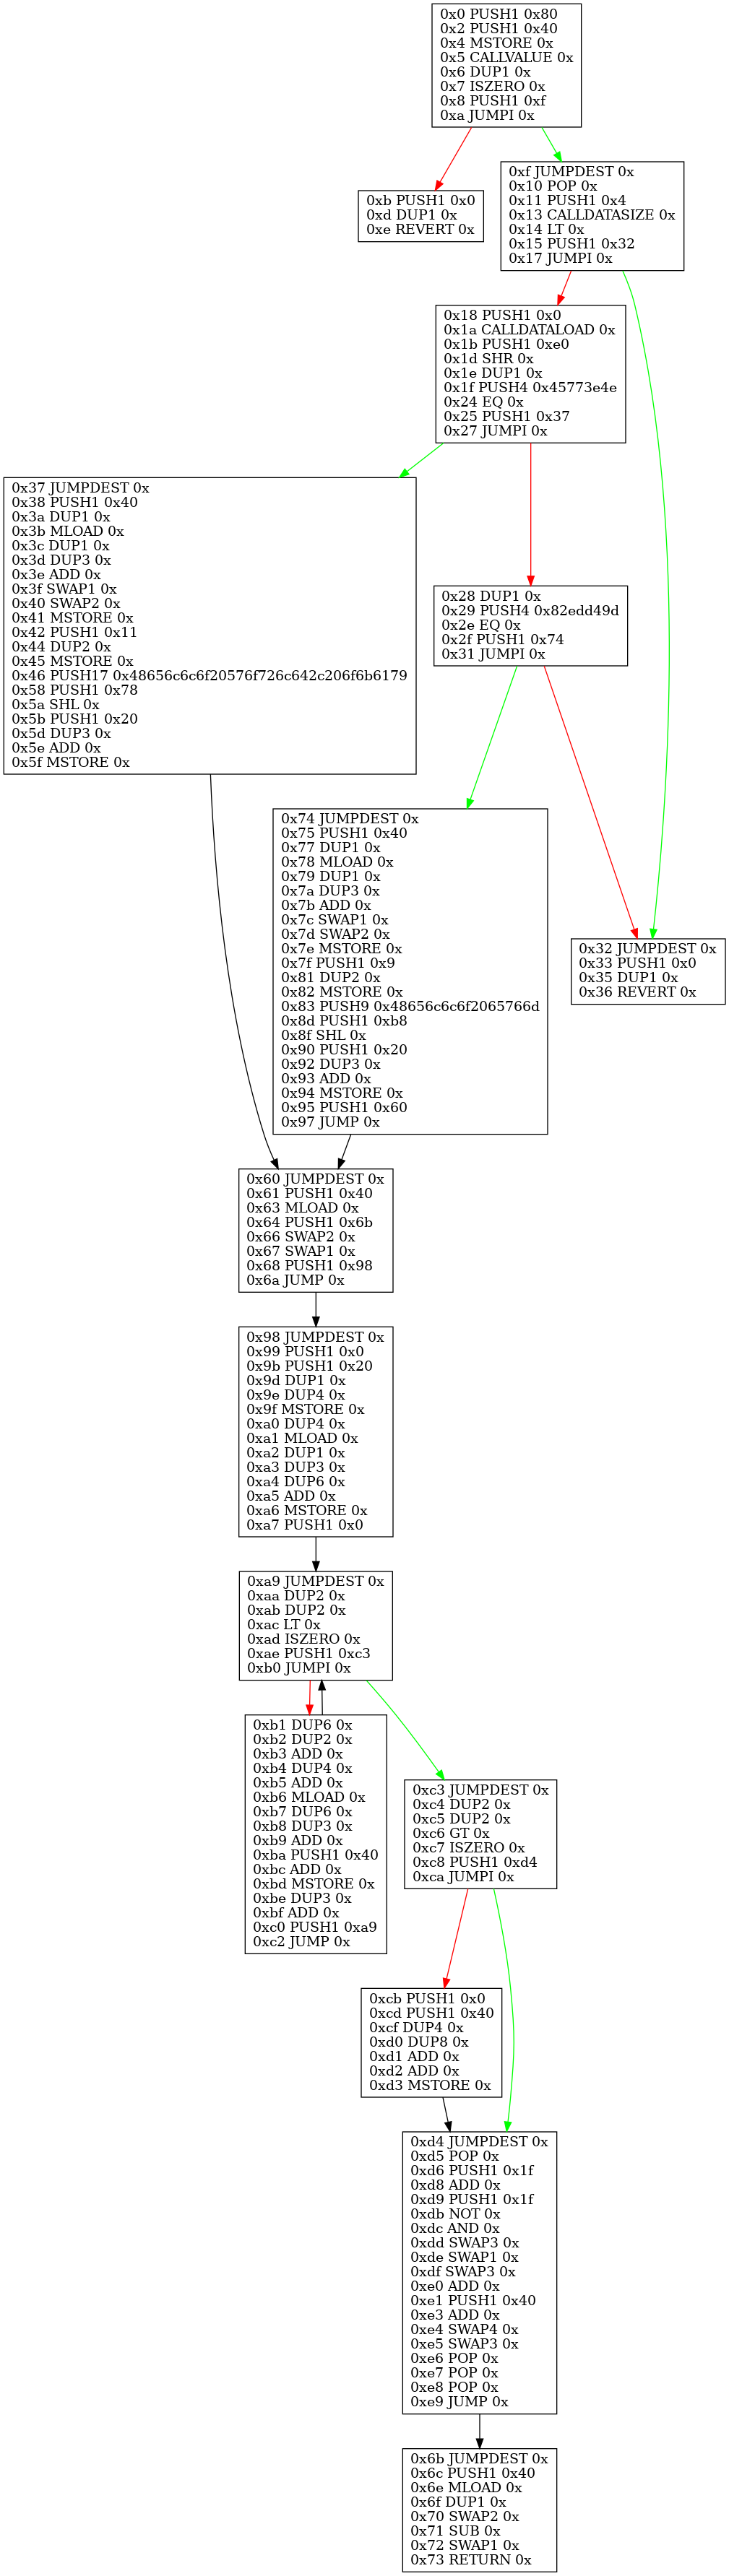 0x0 PUSH1 0x80
0x2 PUSH1 0x40
0x4 MSTORE 0x
0x5 CALLVALUE 0x
0x6 DUP1 0x
0x7 ISZERO 0x
0x8 PUSH1 0xf
0xa JUMPI 0x
0xb PUSH1 0x0
0xd DUP1 0x
0xe REVERT 0x
0xf JUMPDEST 0x
0x10 POP 0x
0x11 PUSH1 0x4
0x13 CALLDATASIZE 0x
0x14 LT 0x
0x15 PUSH1 0x32
0x17 JUMPI 0x
0x18 PUSH1 0x0
0x1a CALLDATALOAD 0x
0x1b PUSH1 0xe0
0x1d SHR 0x
0x1e DUP1 0x
0x1f PUSH4 0x45773e4e
0x24 EQ 0x
0x25 PUSH1 0x37
0x27 JUMPI 0x
0x37 JUMPDEST 0x
0x38 PUSH1 0x40
0x3a DUP1 0x
0x3b MLOAD 0x
0x3c DUP1 0x
0x3d DUP3 0x
0x3e ADD 0x
0x3f SWAP1 0x
0x40 SWAP2 0x
0x41 MSTORE 0x
0x42 PUSH1 0x11
0x44 DUP2 0x
0x45 MSTORE 0x
0x46 PUSH17 0x48656c6c6f20576f726c642c206f6b6179
0x58 PUSH1 0x78
0x5a SHL 0x
0x5b PUSH1 0x20
0x5d DUP3 0x
0x5e ADD 0x
0x5f MSTORE 0x
0x28 DUP1 0x
0x29 PUSH4 0x82edd49d
0x2e EQ 0x
0x2f PUSH1 0x74
0x31 JUMPI 0x
0x74 JUMPDEST 0x
0x75 PUSH1 0x40
0x77 DUP1 0x
0x78 MLOAD 0x
0x79 DUP1 0x
0x7a DUP3 0x
0x7b ADD 0x
0x7c SWAP1 0x
0x7d SWAP2 0x
0x7e MSTORE 0x
0x7f PUSH1 0x9
0x81 DUP2 0x
0x82 MSTORE 0x
0x83 PUSH9 0x48656c6c6f2065766d
0x8d PUSH1 0xb8
0x8f SHL 0x
0x90 PUSH1 0x20
0x92 DUP3 0x
0x93 ADD 0x
0x94 MSTORE 0x
0x95 PUSH1 0x60
0x97 JUMP 0x
0x32 JUMPDEST 0x
0x33 PUSH1 0x0
0x35 DUP1 0x
0x36 REVERT 0x
0x60 JUMPDEST 0x
0x61 PUSH1 0x40
0x63 MLOAD 0x
0x64 PUSH1 0x6b
0x66 SWAP2 0x
0x67 SWAP1 0x
0x68 PUSH1 0x98
0x6a JUMP 0x
0x98 JUMPDEST 0x
0x99 PUSH1 0x0
0x9b PUSH1 0x20
0x9d DUP1 0x
0x9e DUP4 0x
0x9f MSTORE 0x
0xa0 DUP4 0x
0xa1 MLOAD 0x
0xa2 DUP1 0x
0xa3 DUP3 0x
0xa4 DUP6 0x
0xa5 ADD 0x
0xa6 MSTORE 0x
0xa7 PUSH1 0x0
0xa9 JUMPDEST 0x
0xaa DUP2 0x
0xab DUP2 0x
0xac LT 0x
0xad ISZERO 0x
0xae PUSH1 0xc3
0xb0 JUMPI 0x
0xb1 DUP6 0x
0xb2 DUP2 0x
0xb3 ADD 0x
0xb4 DUP4 0x
0xb5 ADD 0x
0xb6 MLOAD 0x
0xb7 DUP6 0x
0xb8 DUP3 0x
0xb9 ADD 0x
0xba PUSH1 0x40
0xbc ADD 0x
0xbd MSTORE 0x
0xbe DUP3 0x
0xbf ADD 0x
0xc0 PUSH1 0xa9
0xc2 JUMP 0x
0xc3 JUMPDEST 0x
0xc4 DUP2 0x
0xc5 DUP2 0x
0xc6 GT 0x
0xc7 ISZERO 0x
0xc8 PUSH1 0xd4
0xca JUMPI 0x
0xcb PUSH1 0x0
0xcd PUSH1 0x40
0xcf DUP4 0x
0xd0 DUP8 0x
0xd1 ADD 0x
0xd2 ADD 0x
0xd3 MSTORE 0x
0xd4 JUMPDEST 0x
0xd5 POP 0x
0xd6 PUSH1 0x1f
0xd8 ADD 0x
0xd9 PUSH1 0x1f
0xdb NOT 0x
0xdc AND 0x
0xdd SWAP3 0x
0xde SWAP1 0x
0xdf SWAP3 0x
0xe0 ADD 0x
0xe1 PUSH1 0x40
0xe3 ADD 0x
0xe4 SWAP4 0x
0xe5 SWAP3 0x
0xe6 POP 0x
0xe7 POP 0x
0xe8 POP 0x
0xe9 JUMP 0x
0x6b JUMPDEST 0x
0x6c PUSH1 0x40
0x6e MLOAD 0x
0x6f DUP1 0x
0x70 SWAP2 0x
0x71 SUB 0x
0x72 SWAP1 0x
0x73 RETURN 0x